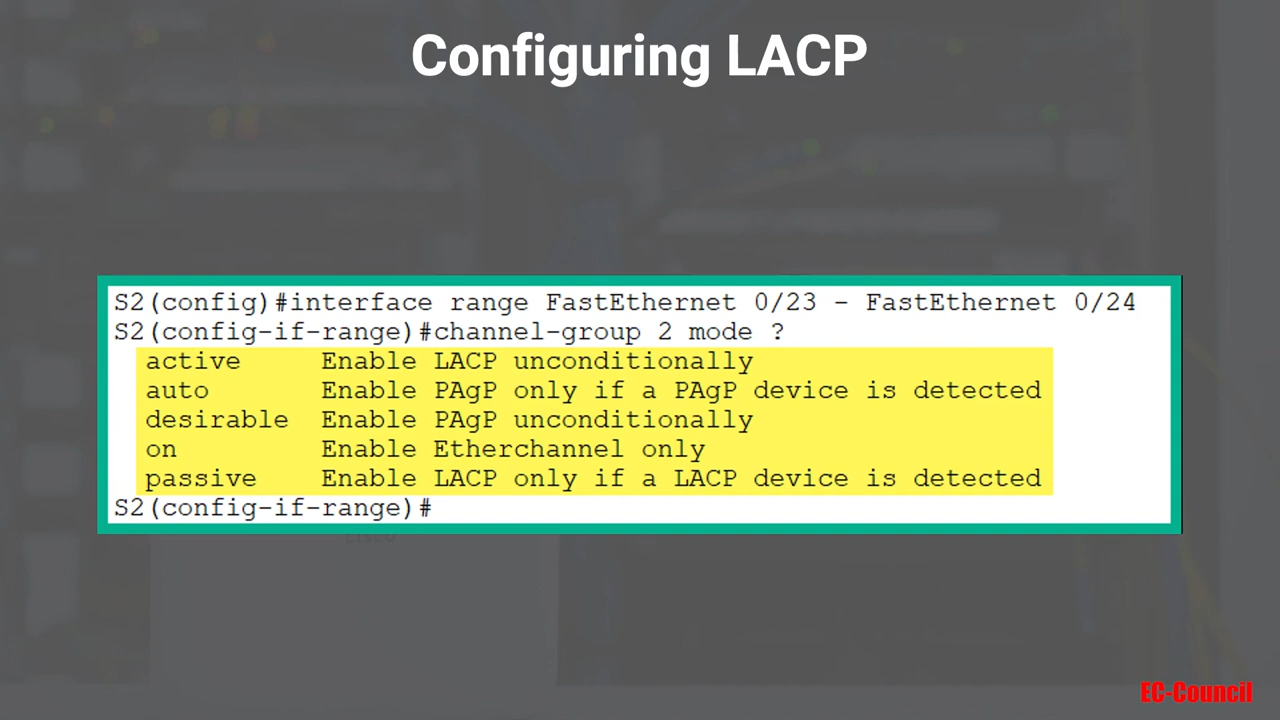 Configuring LACP
S2(config)#interface range FastEthernet 0/23 - FastEthernet 0/24
S2(config-if-range)#channel-group 2 mode ?
active Enable LACP unconditionally
auto Enable PAgP only if a PAgP device is detected
desirable Enable PAgP unconditionally
on Enable Etherchannel only
passive Enable LACP only if a LACP device is detected
S2(config-if-range)#
EC-Council